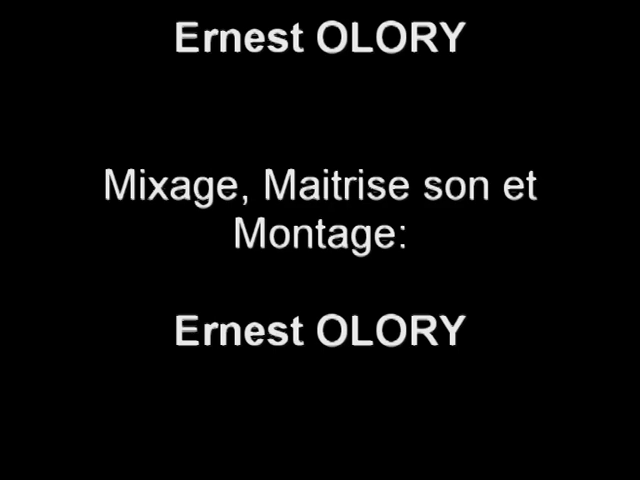 Ernest OLORY
Mixage, Maitrise son et
Montage:
Ernest OLORY